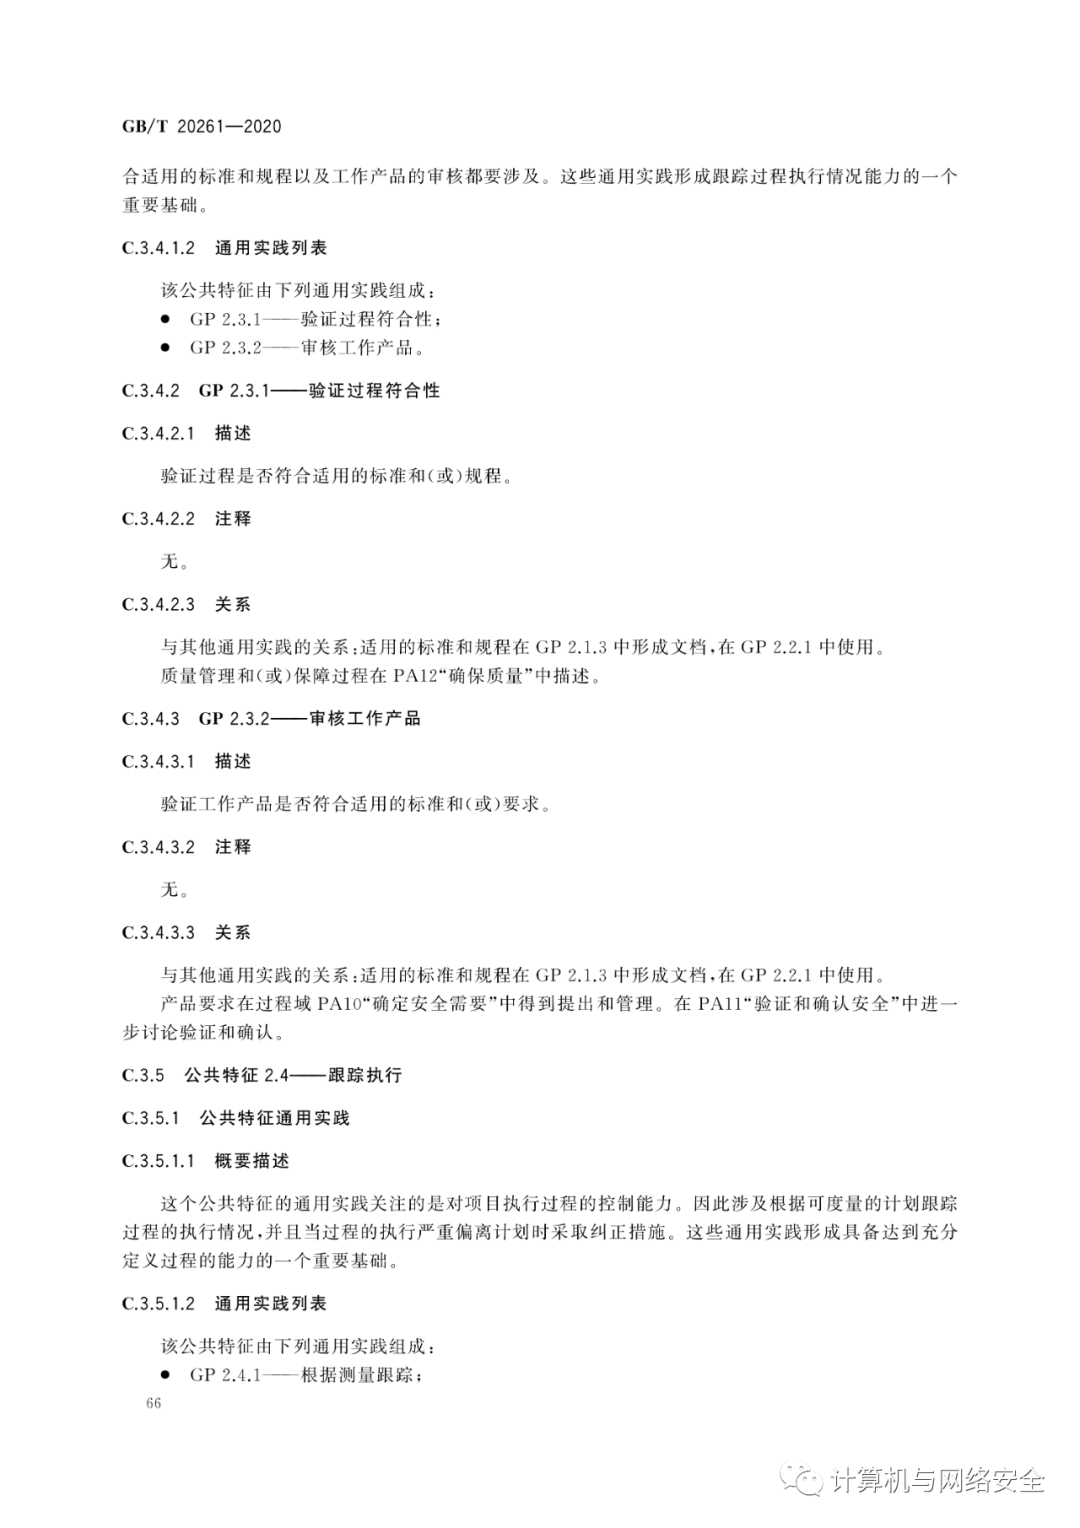 GB/T 20261—2020
合适用的标准和规程以及工作产品的审核都要涉及。这些通用实践形成跟踪过程执行情况能力的一个
重要基础。
C.3.4.1.2 通用实践列表
该公共特征由下列通用实践组成：
● GP 2.3.1——验证过程符合性；
● GP 2.3.2——审核工作产品。
C.3.4.2 GP 2.3.1——验证过程符合性
C.3.4.2.1 描述
验证过程是否符合适用的标准和(或)规程。
C.3.4.2.2 注释
无。
C.3.4.2.3 关系
与其他通用实践的关系：适用的标准和规程在 GP 2.1.3 中形成文档，在 GP 2.2.1 中使用。
质量管理和(或)保障过程在 PA12“确保质量”中描述。
C.3.4.3 GP 2.3.2——审核工作产品
C.3.4.3.1 描述
验证工作产品是否符合适用的标准和(或)要求。
C.3.4.3.2 注释
无。
C.3.4.3.3 关系
与其他通用实践的关系：适用的标准和规程在 GP 2.1.3 中形成文档，在 GP 2.2.1 中使用。
产品要求在过程域 PA10“确定安全需要”中得到提出和管理。在 PA11“验证和确认安全”中进一
步讨论验证和确认。
C.3.5 公共特征 2.4——跟踪执行
C.3.5.1 公共特征通用实践
C.3.5.1.1 概要描述
这个公共特征的通用实践关注的是对项目执行过程的控制能力。因此涉及根据可度量的计划跟踪
过程的执行情况，并且当过程的执行严重偏离计划时采取纠正措施。这些通用实践形成具备达到充分
定义过程的能力的一个重要基础。
C.3.5.1.2 通用实践列表
该公共特征由下列通用实践组成：
● GP 2.4.1——根据测量跟踪；
66
计算机与网络安全